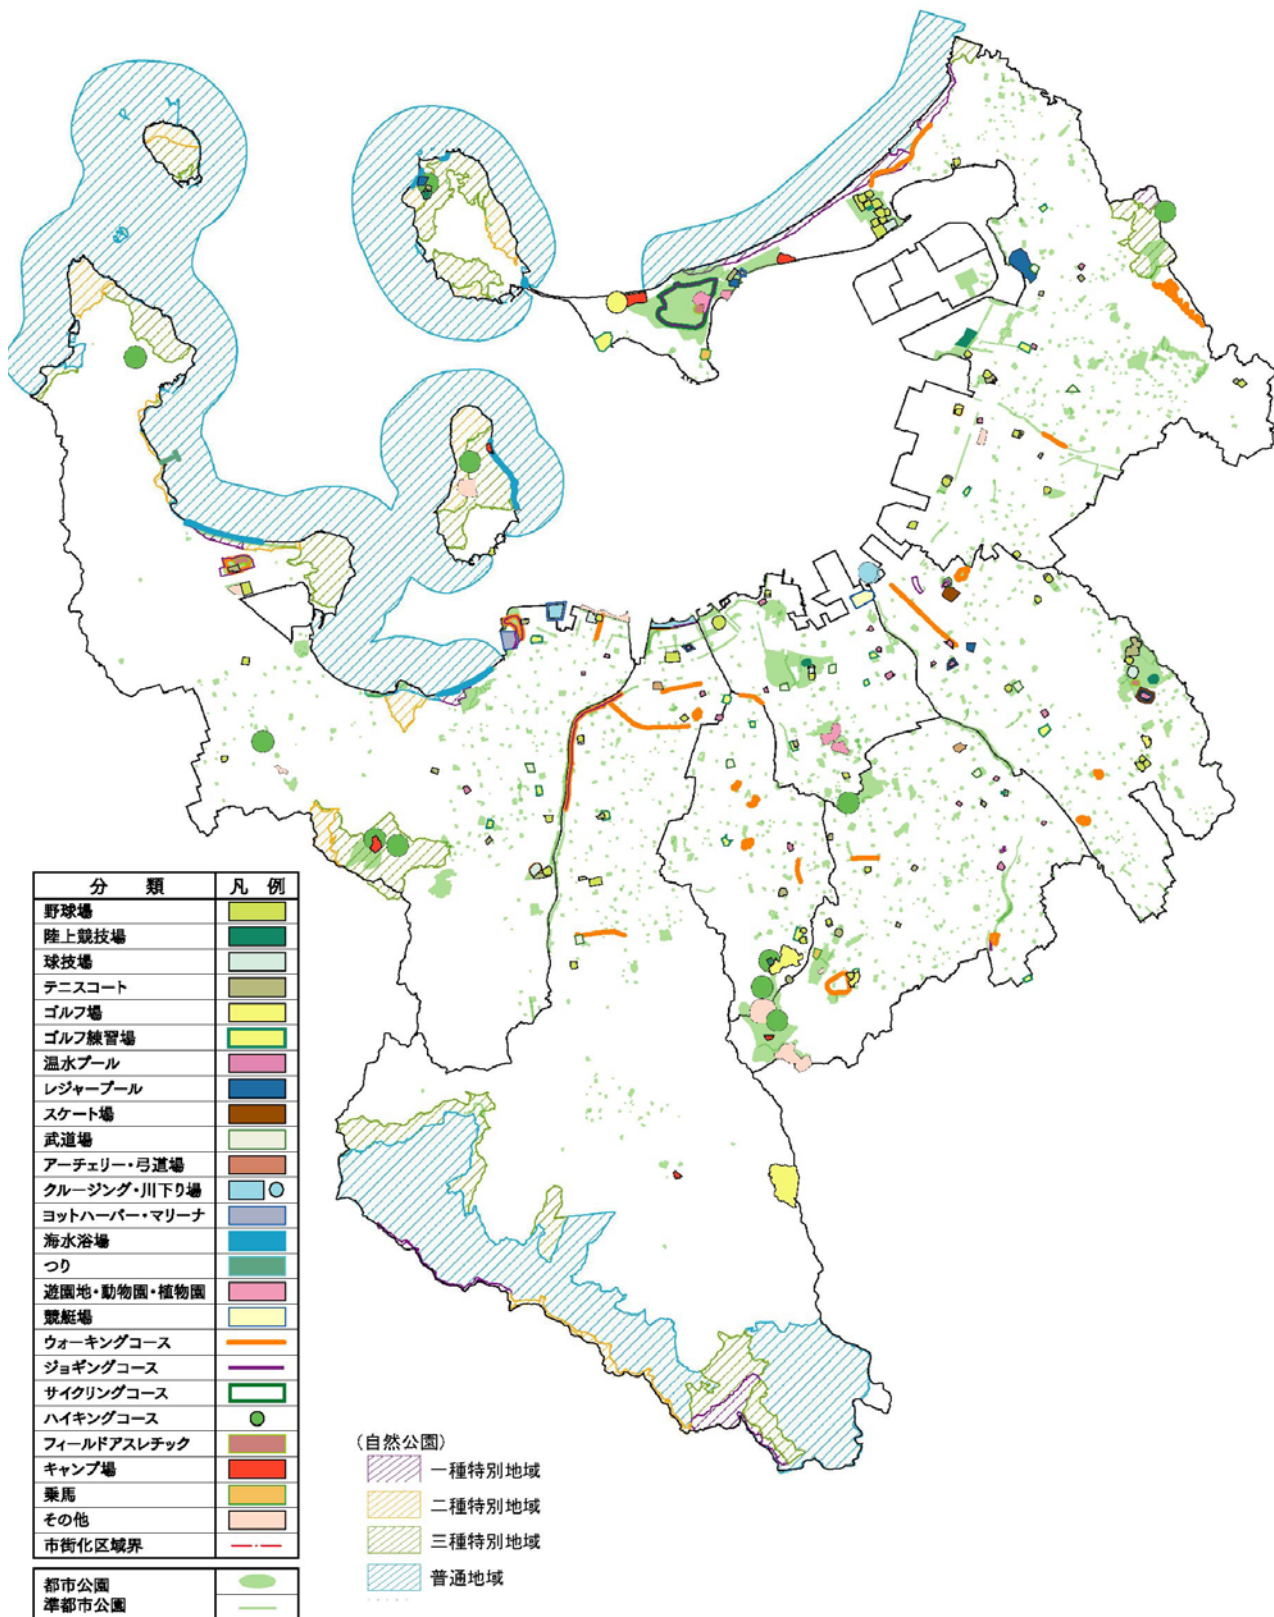 分類 凡例
野球場
陸上競技場
球技場
テニスコート
ゴルフ場
ゴルフ練習場
温水プール
レジャープール
スケート場
武道場
アーチェリー・弓道場
クルージング・川下り場
ヨットハーバー・マリーナ
海水浴場
つり
遊園地・動物園・植物園
競艇場
ウォーキングコース
ジョギングコース
サイクリングコース
ハイキングコース
フィールドアスレチック
キャンプ場
乗馬
その他
市街化区域界
都市公園
準都市公園
(自然公園)
一種特別地域
二種特別地域
三種特別地域
普通地域